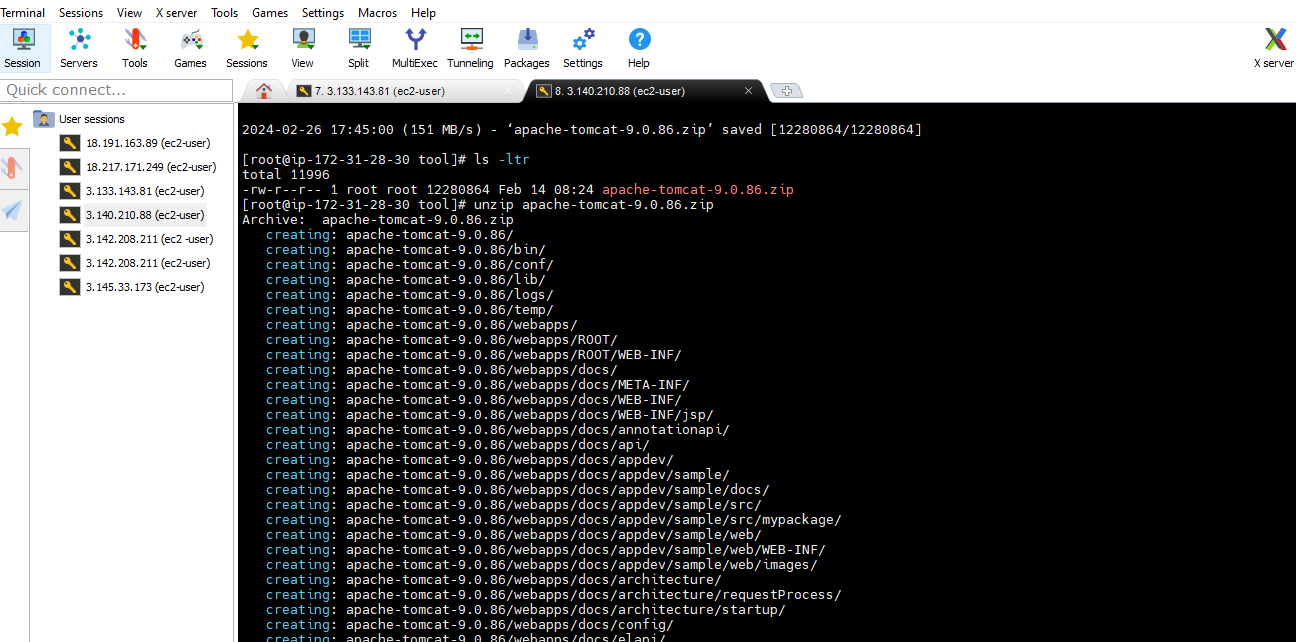 Terminal Sessions View X server Tools Games Settings Macros Help
Session Servers Tools Games Sessions View Split MultiExec Tunneling Packages Settings Help X server
Quick connect...
7. 3.133.143.81 (ec2-user)
8. 3.140.210.88 (ec2-user)
User sessions
18.191.163.89 (ec2-user)
18.217.171.249 (ec2-user)
3.133.143.81 (ec2-user)
3.140.210.88 (ec2-user)
3.142.208.211 (ec2 -user)
3.142.208.211 (ec2-user)
3.145.33.173 (ec2-user)
2024-02-26 17:45:00 (151 MB/s) - ‘apache-tomcat-9.0.86.zip’ saved [12280864/12280864]
[root@ip-172-31-28-30 tool]# ls -ltr
total 11996
-rw-r--r-- 1 root root 12280864 Feb 14 08:24 apache-tomcat-9.0.86.zip
[root@ip-172-31-28-30 tool]# unzip apache-tomcat-9.0.86.zip
Archive:  apache-tomcat-9.0.86.zip
creating: apache-tomcat-9.0.86/
creating: apache-tomcat-9.0.86/bin/
creating: apache-tomcat-9.0.86/conf/
creating: apache-tomcat-9.0.86/lib/
creating: apache-tomcat-9.0.86/logs/
creating: apache-tomcat-9.0.86/temp/
creating: apache-tomcat-9.0.86/webapps/
creating: apache-tomcat-9.0.86/webapps/ROOT/
creating: apache-tomcat-9.0.86/webapps/ROOT/WEB-INF/
creating: apache-tomcat-9.0.86/webapps/docs/
creating: apache-tomcat-9.0.86/webapps/docs/META-INF/
creating: apache-tomcat-9.0.86/webapps/docs/WEB-INF/
creating: apache-tomcat-9.0.86/webapps/docs/WEB-INF/jsp/
creating: apache-tomcat-9.0.86/webapps/docs/annotationapi/
creating: apache-tomcat-9.0.86/webapps/docs/api/
creating: apache-tomcat-9.0.86/webapps/docs/appdev/
creating: apache-tomcat-9.0.86/webapps/docs/appdev/sample/
creating: apache-tomcat-9.0.86/webapps/docs/appdev/sample/docs/
creating: apache-tomcat-9.0.86/webapps/docs/appdev/sample/src/
creating: apache-tomcat-9.0.86/webapps/docs/appdev/sample/src/mypackage/
creating: apache-tomcat-9.0.86/webapps/docs/appdev/sample/web/
creating: apache-tomcat-9.0.86/webapps/docs/appdev/sample/web/WEB-INF/
creating: apache-tomcat-9.0.86/webapps/docs/appdev/sample/web/images/
creating: apache-tomcat-9.0.86/webapps/docs/architecture/
creating: apache-tomcat-9.0.86/webapps/docs/architecture/requestProcess/
creating: apache-tomcat-9.0.86/webapps/docs/architecture/startup/
creating: apache-tomcat-9.0.86/webapps/docs/config/
creating: apache-tomcat-9.0.86/webapps/docs/elapi/